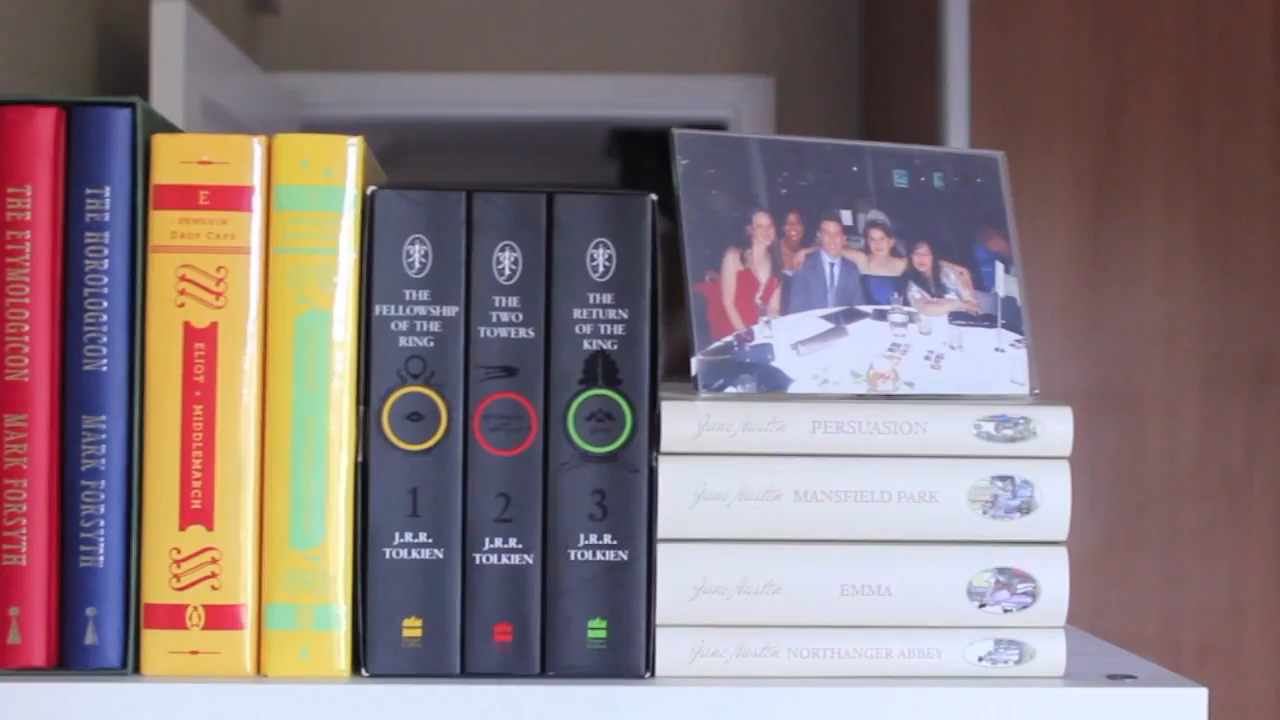 THE ETYMOLOGICON MARK FORSYTH
THE HOROLOGICON MARK FORSYTH
E
PENGUIN
DROP CAPS
ELIOT • MIDDLEMARCH
THE
FELLOWSHIP
OF THE
RING
1
J.R.R.
TOLKIEN
THE
TWO
TOWERS
2
J.R.R.
TOLKIEN
THE
RETURN
OF THE
KING
3
J.R.R.
TOLKIEN
Jane Austen PERSUASION
Jane Austen MANSFIELD PARK
Jane Austen EMMA
Jane Austen NORTHANGER ABBEY